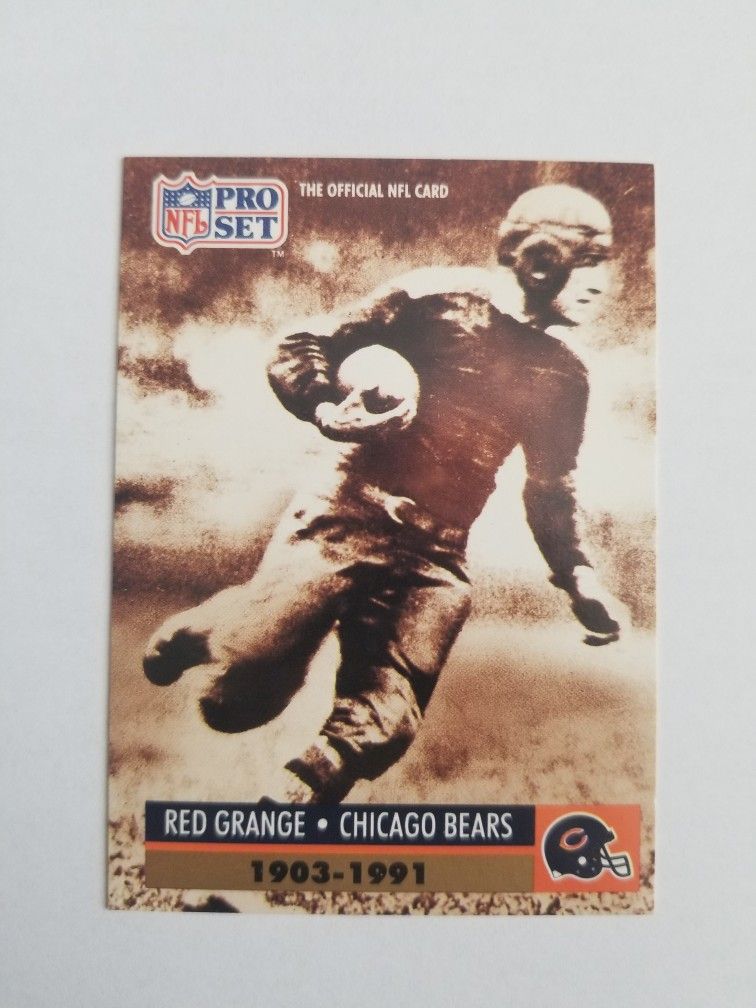 NFL PRO SET ™
THE OFFICIAL NFL CARD
RED GRANGE • CHICAGO BEARS
1903-1991